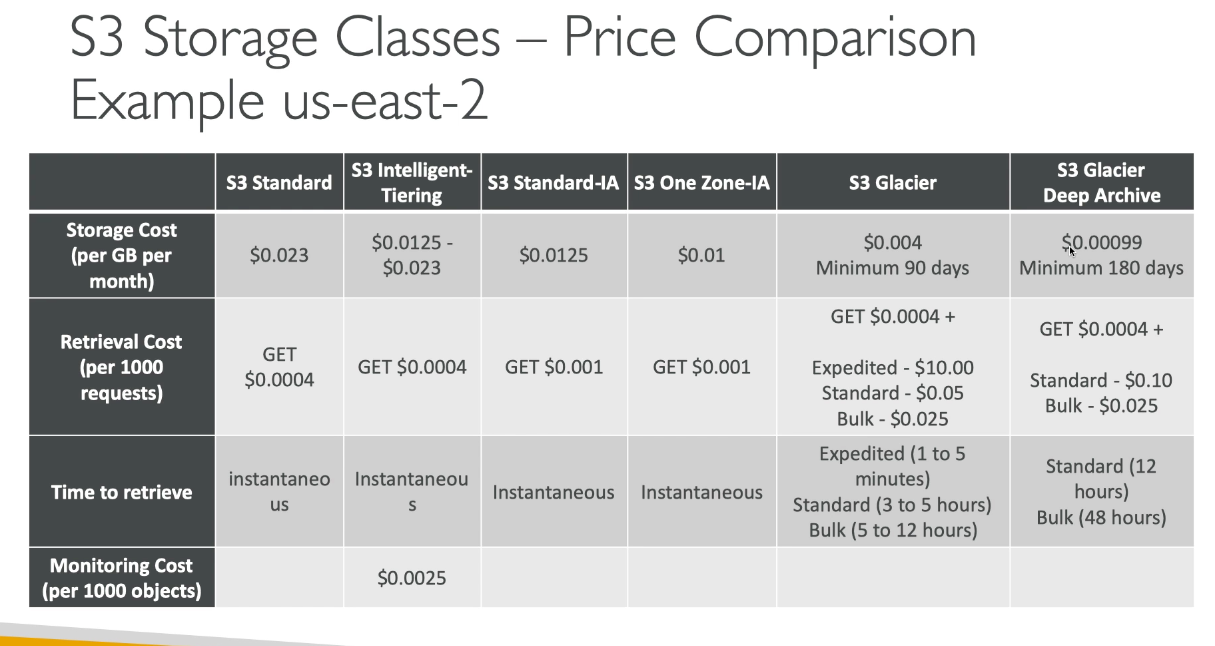 S3 Storage Classes – Price Comparison
Example us-east-2
S3 Standard
S3 Intelligent-
Tiering
S3 Standard-IA
S3 One Zone-IA
S3 Glacier
S3 Glacier
Deep Archive
Storage Cost
(per GB per
month)
$0.023
$0.0125 -
$0.023
$0.0125
$0.01
$0.004
Minimum 90 days
$0.00099
Minimum 180 days
Retrieval Cost
(per 1000
requests)
GET
$0.0004
GET $0.0004
GET $0.001
GET $0.001
GET $0.0004 +
Expedited - $10.00
Standard - $0.05
Bulk - $0.025
GET $0.0004 +
Standard - $0.10
Bulk - $0.025
Time to retrieve
instantaneo
us
Instantaneou
s
Instantaneous
Instantaneous
Expedited (1 to 5
minutes)
Standard (3 to 5 hours)
Bulk (5 to 12 hours)
Standard (12
hours)
Bulk (48 hours)
Monitoring Cost
(per 1000 objects)
$0.0025